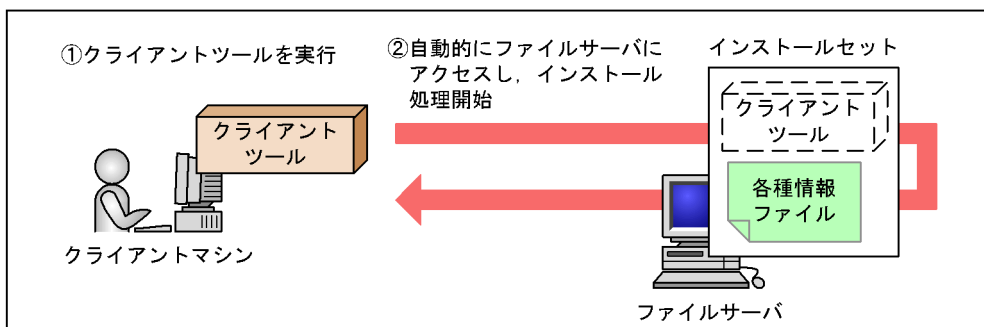 ①クライアントツールを実行
②自動的にファイルサーバに
アクセスし，インストール
処理開始
インストールセット
クライアント
ツール
クライアント
ツール
各種情報
ファイル
クライアントマシン
ファイルサーバ